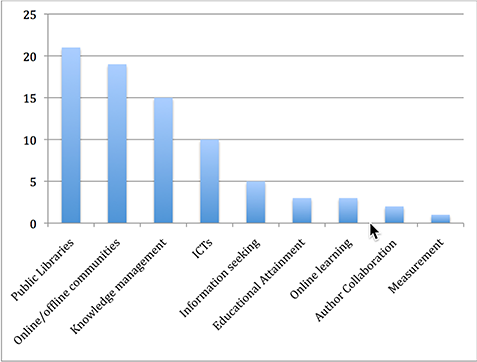 25
20
15
10
5
0
Public Libraries
Online/offline communities
Knowledge management
ICTs
Information seeking
Educational Attainment
Online learning
Author Collaboration
Measurement